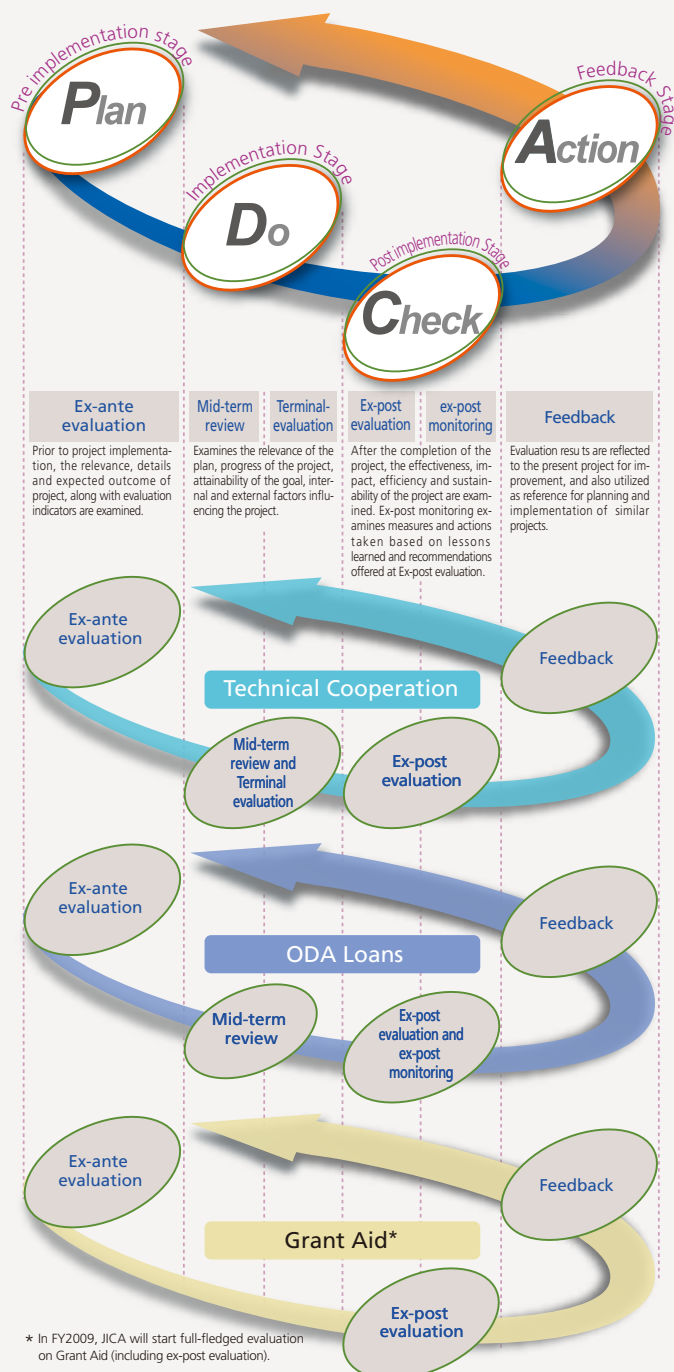 Pre implementation stage
Plan
Feedback Stage
Action
Implementation Stage
Do
Post implementation Stage
Check
Ex-ante
evaluation
Prior to project implementa-
tion, the relevance, details
and expected outcome of
project, along with evaluation
indicators are examined.
Mid-term
review
Terminal-
evaluation
Examines the relevance of the
plan, progress of the project,
attainability of the goal, inter-
nal and external factors influ-
encing the project.
Ex-post
evaluation
ex-post
monitoring
After the completion of the
project, the effectiveness, im-
pact, efficiency and sustain-
ability of the project are exam-
ined. Ex-post monitoring ex-
amines measures and actions
taken based on lessons
learned and recommendations
offered at Ex-post evaluation.
Feedback
Evaluation resu ts are reflected
to the present project for im-
provement, and also utilized
as reference for planning and
implementation of similar
projects.
Ex-ante
evaluation
Feedback
Technical Cooperation
Mid-term
review and
Terminal
evaluation
Ex-post
evaluation
Ex-ante
evaluation
Feedback
ODA Loans
Mid-term
review
Ex-post
evaluation and
ex-post
monitoring
Ex-ante
evaluation
Feedback
Grant Aid*
Ex-post
evaluation
* In FY2009, JICA will start full-fledged evaluation
on Grant Aid (including ex-post evaluation).